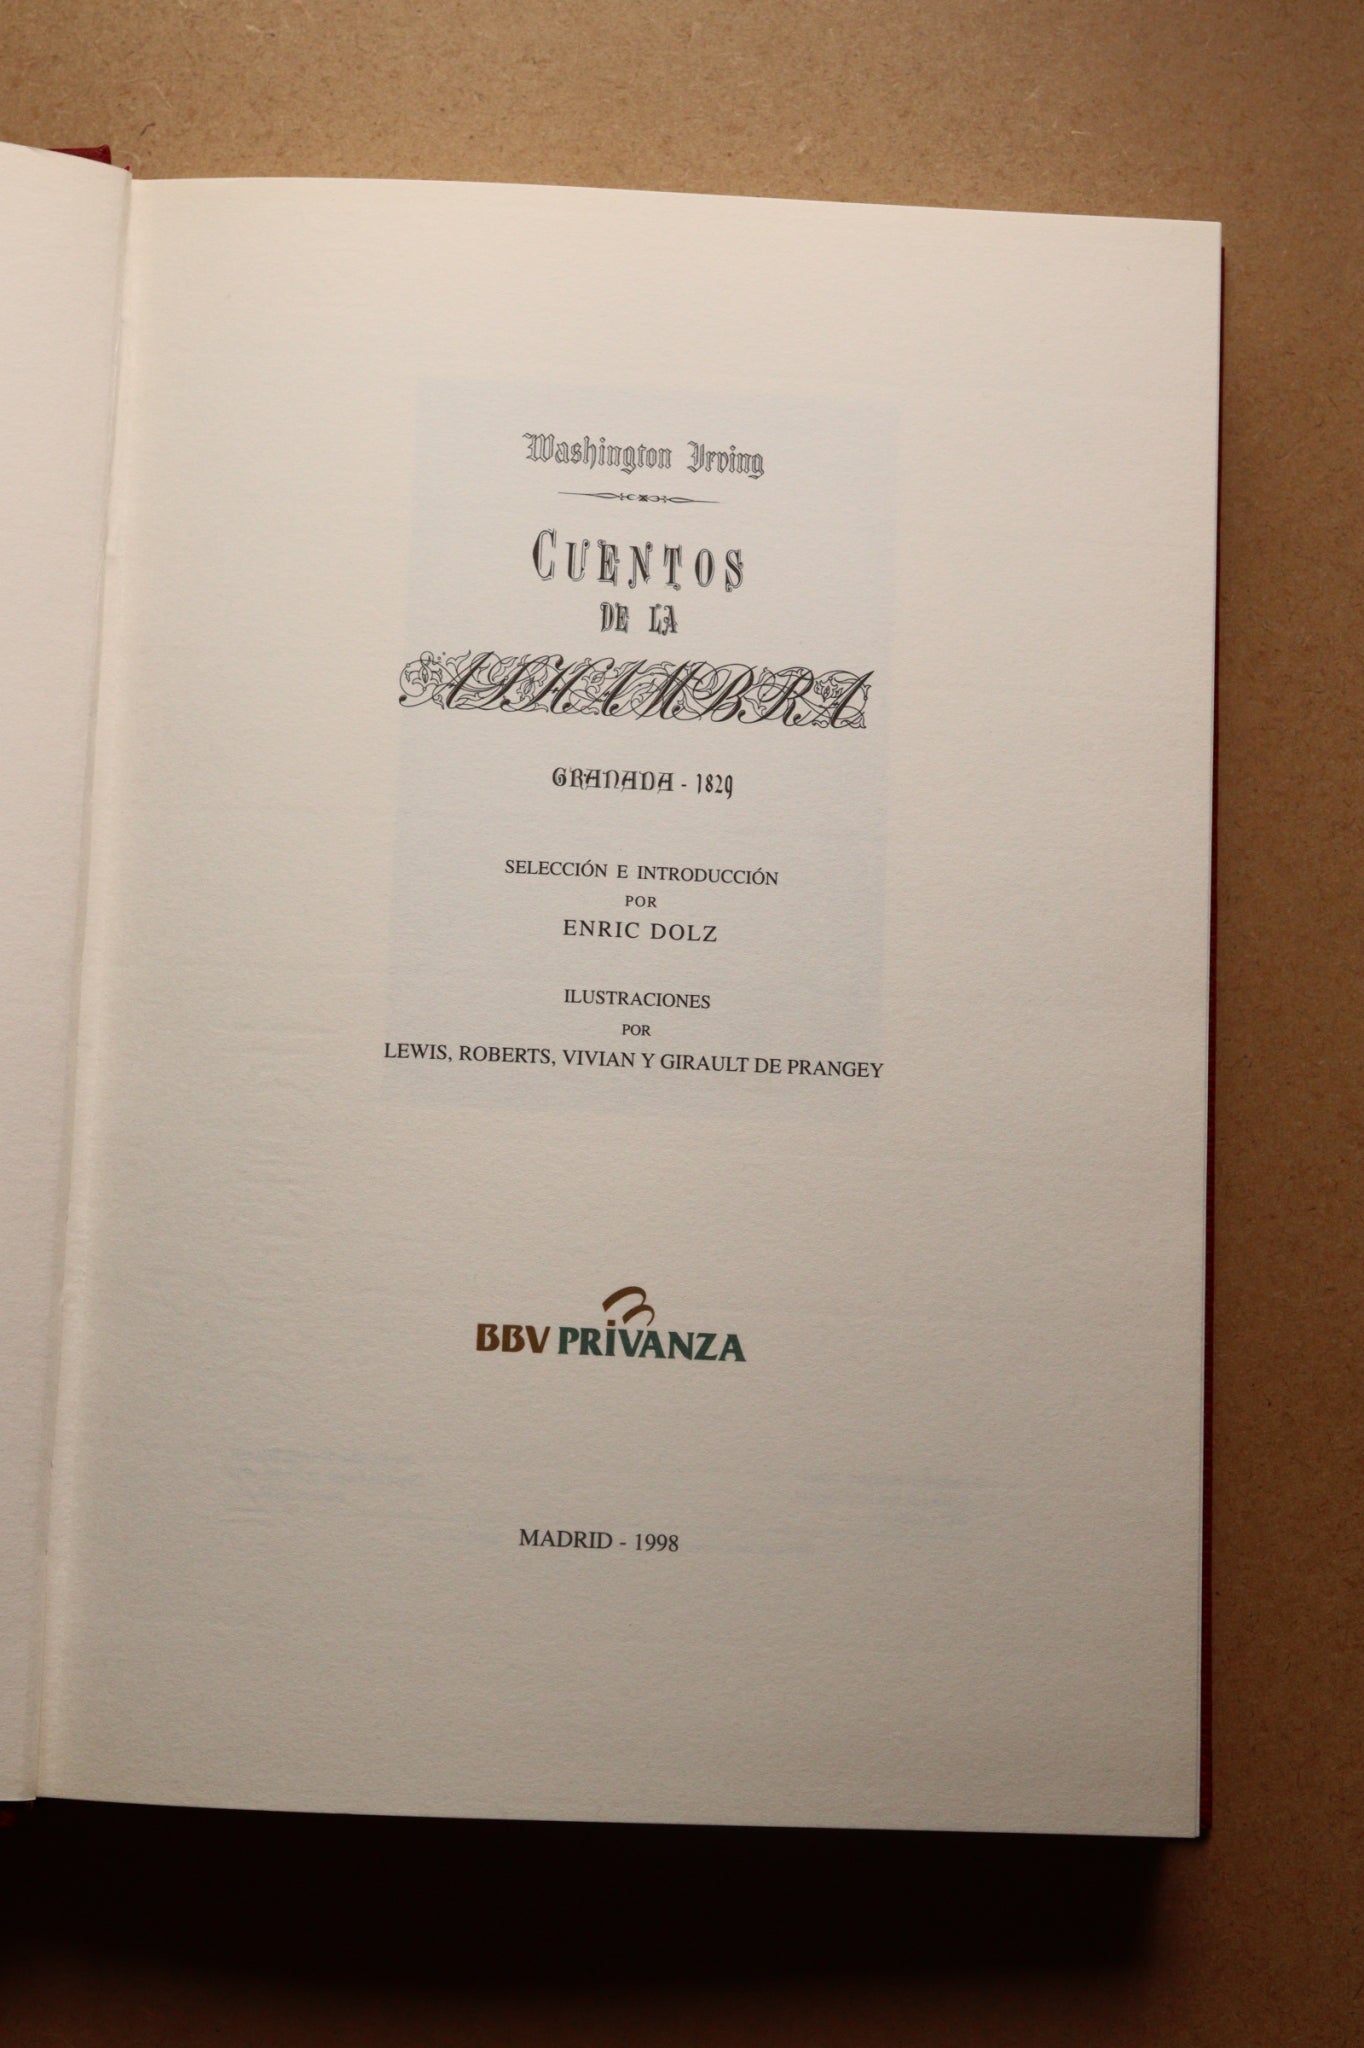 Washington Irving
CUENTOS
DE LA
ALHAMBRA
GRANADA - 1829
SELECCIÓN E INTRODUCCIÓN
POR
ENRIC DOLZ
ILUSTRACIONES
POR
LEWIS, ROBERTS, VIVIAN Y GIRAULT DE PRANGEY
BBV PRIVANZA
MADRID - 1998